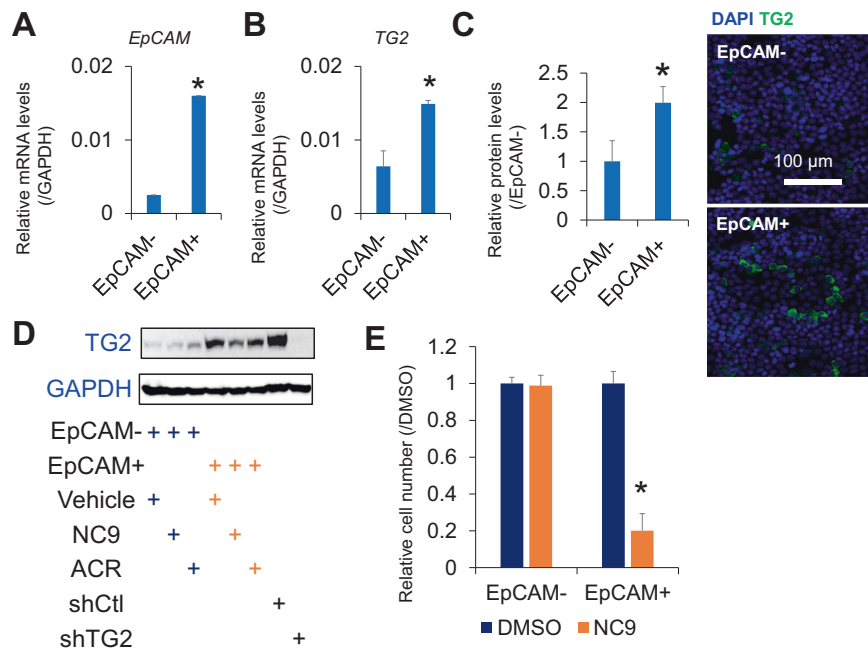 A
EpCAM
Relative mRNA levels
(/GAPDH)
0.02
0.01
0
*
EpCAM-
EpCAM+
B
TG2
Relative mRNA levels
(/GAPDH)
0.02
0.01
0
*
EpCAM-
EpCAM+
C
Relative protein levels
(/EpCAM-)
2.5
2
1.5
1
0.5
0
*
EpCAM-
EpCAM+
DAPI TG2
EpCAM-
100 µm
EpCAM+
D
TG2
GAPDH
EpCAM- + + +
EpCAM+ + + +
Vehicle + +
NC9 + +
ACR + +
shCtl +
shTG2 +
E
Relative cell number (/DMSO)
1.2
1
0.8
0.6
0.4
0.2
0
*
EpCAM- EpCAM+
DMSO NC9